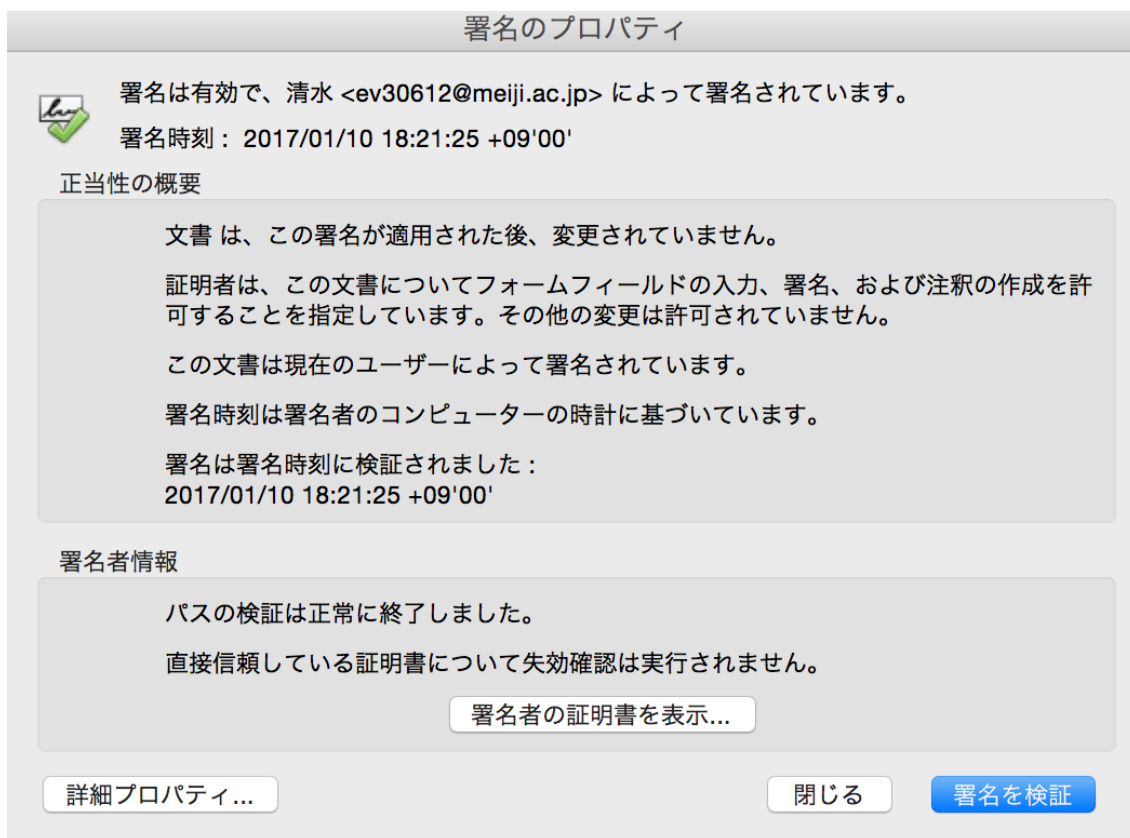 署名のプロパティ
署名は有効で、清水 <ev30612@meiji.ac.jp> によって署名されています。
署名時刻： 2017/01/10 18:21:25 +09'00'
正当性の概要
文書 は、この署名が適用された後、変更されていません。
証明者は、この文書についてフォームフィールドの入力、署名、および注釈の作成を許
可することを指定しています。その他の変更は許可されていません。
この文書は現在のユーザーによって署名されています。
署名時刻は署名者のコンピューターの時計に基づいています。
署名は署名時刻に検証されました：
2017/01/10 18:21:25 +09'00'
署名者情報
パスの検証は正常に終了しました。
直接信頼している証明書について失効確認は実行されません。
署名者の証明書を表示...
詳細プロパティ... 閉じる 署名を検証